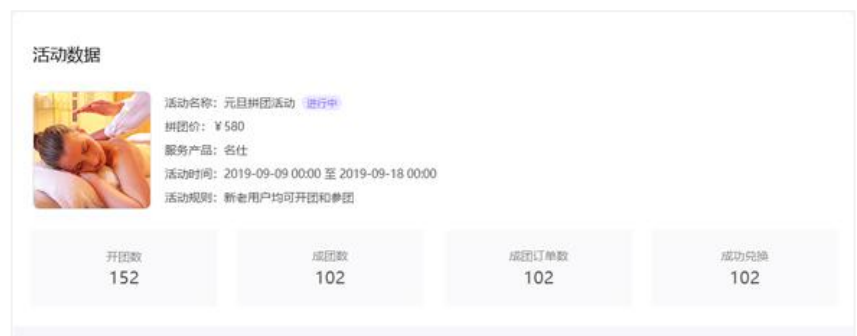 活动数据
活动名称：元旦拼团活动 进行中
拼团价：￥580
服务产品：名仕
活动时间：2019-09-09 00:00 至 2019-09-18 00:00
活动规则：新老用户均可开团和参团
开团数 成团数 成团订单数 成功兑换
152 102 102 102